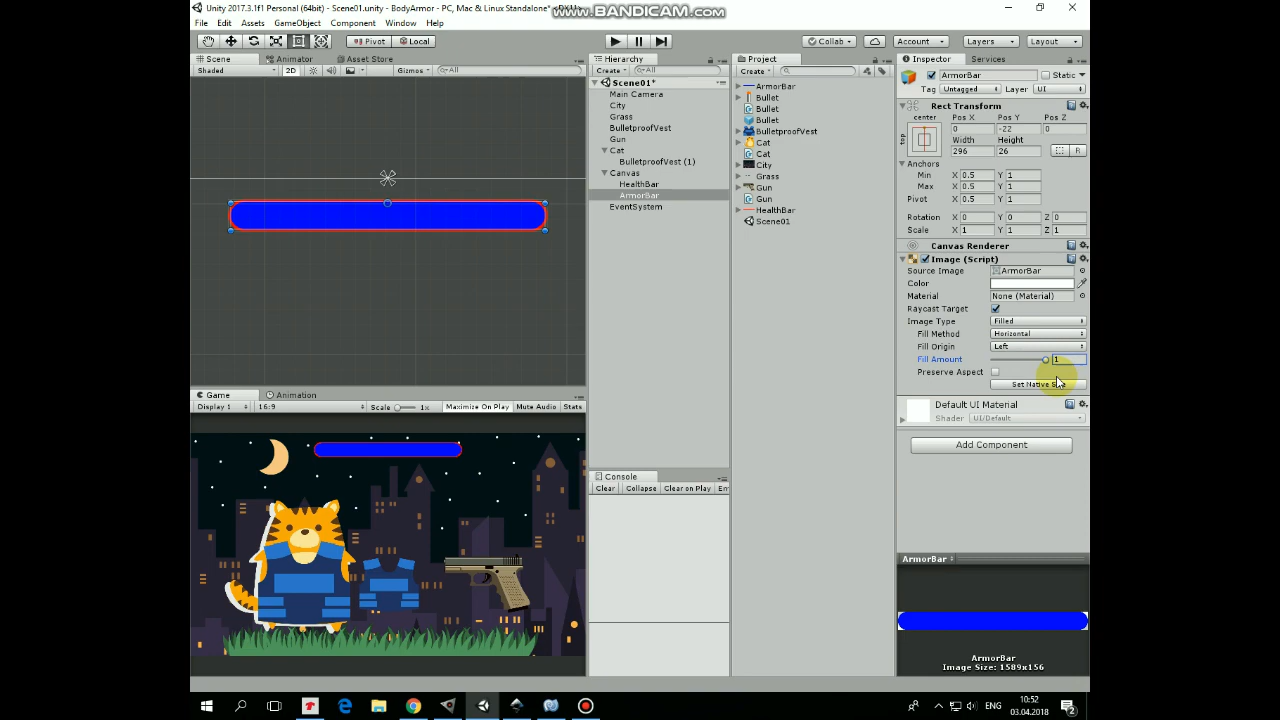 Unity 2017.3.1f1 Personal (64bit) - Scene01.unity - BodyArmor - PC, Mac & Linux Standalone*
www.BANDICAM.com
File Edit Assets GameObject Component Window Help
Pivot Local
Collab Account Layers Layout
Scene Animator Asset Store
Shaded 2D Gizmos All
Hierarchy
Create All
Scene01*
Main Camera
City
Grass
BulletproofVest
Gun
Cat
BulletproofVest (1)
Canvas
HealthBar
ArmorBar
EventSystem
Project
Create
ArmorBar
Bullet
Bullet
Bullet
BulletproofVest
Cat
Cat
City
Grass
Gun
Gun
HealthBar
Scene01
Inspector Services
ArmorBar Static
Tag Untagged Layer UI
Rect Transform
center Pos X Pos Y Pos Z
top
0 -22 0
Width Height
296 26
R
Anchors
Min X 0.5 Y 1
Max X 0.5 Y 1
Pivot X 0.5 Y 1
Rotation X 0 Y 0 Z 0
Scale X 1 Y 1 Z 1
Canvas Renderer
Image (Script)
Source Image ArmorBar
Color
Material None (Material)
Raycast Target
Image Type Filled
Fill Method Horizontal
Fill Origin Left
Fill Amount 1
Preserve Aspect
Set Native
Default UI Material
Shader UI/Default
Add Component
Game Animation
Display 1 16:9 Scale 1x Maximize On Play Mute Audio Stats
Console
Clear Collapse Clear on Play
ArmorBar
ArmorBar
Image Size: 1589x156
ENG
10:52
03.04.2018
2